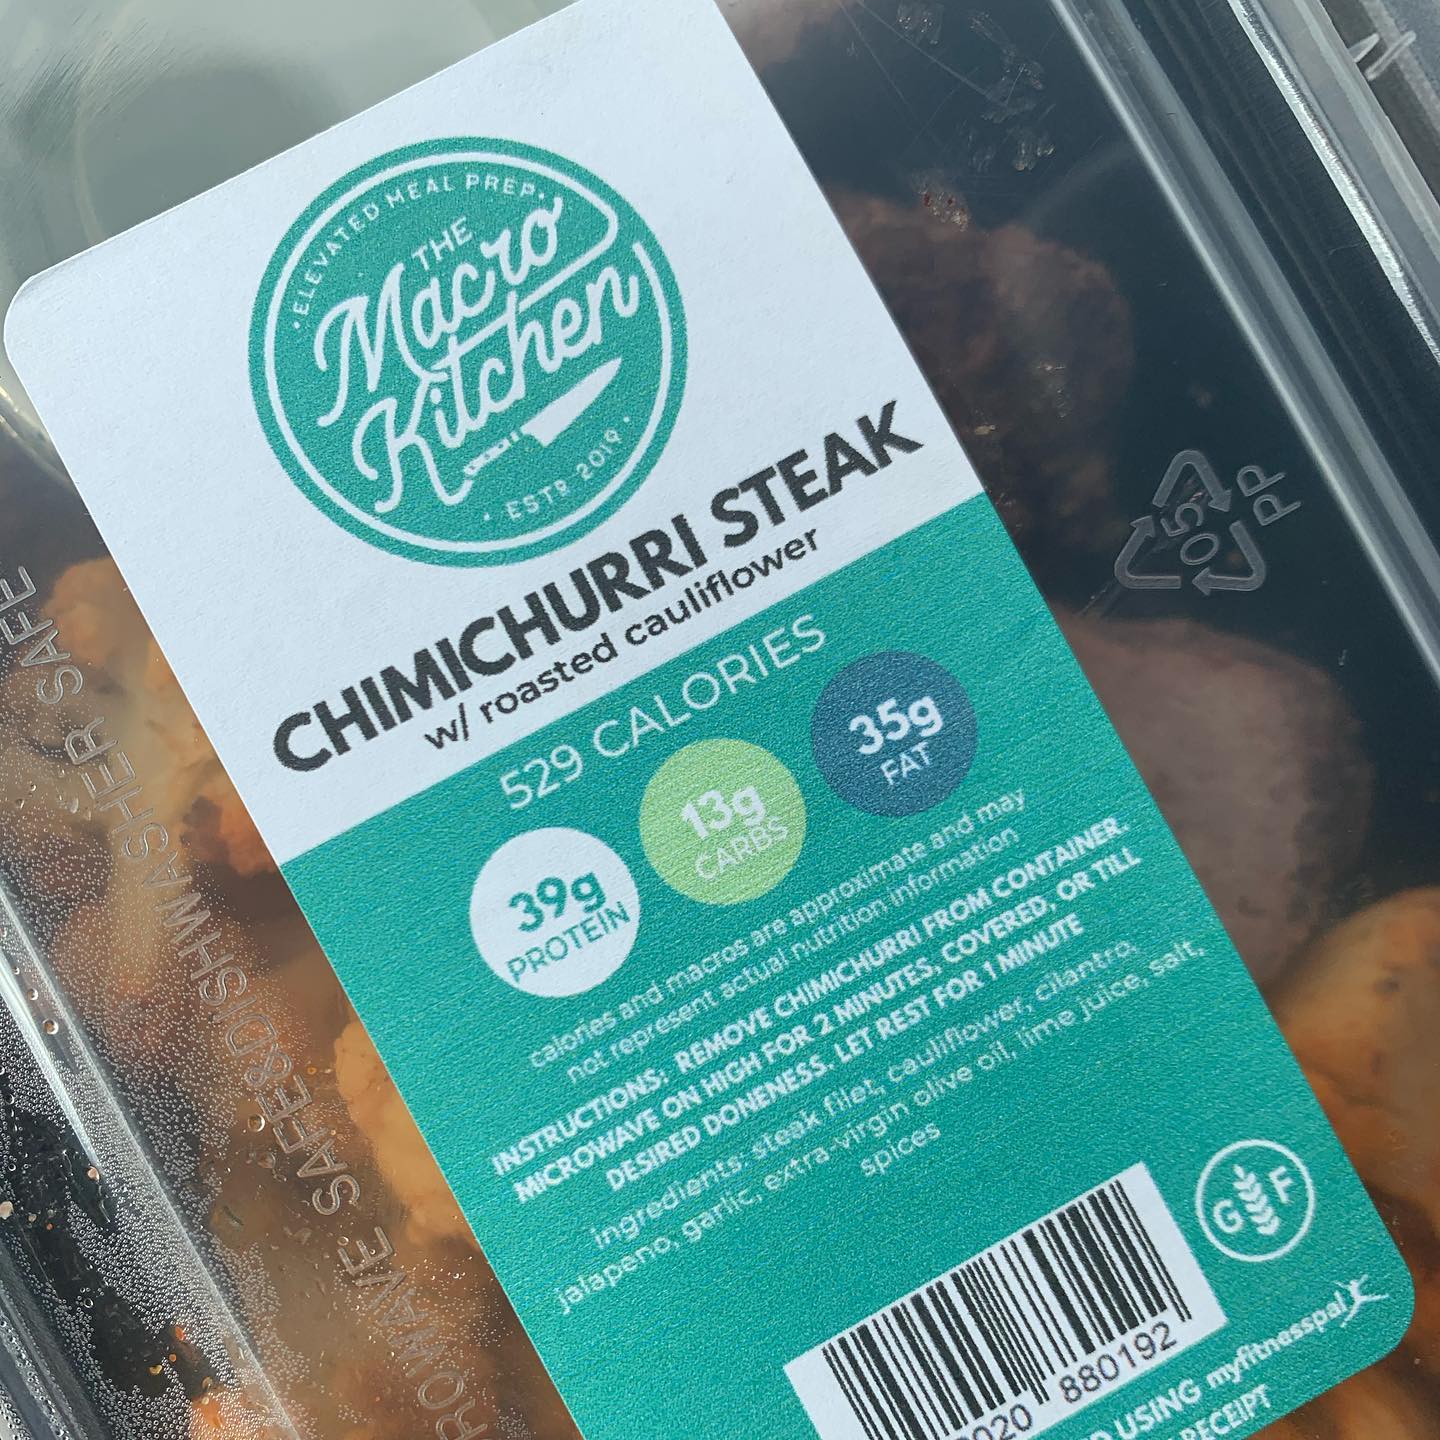 ·ELEVATED MEAL PREP·
THE
Macro
Kitchen
· ESTD 2019 ·
CHIMICHURRI STEAK
w/ roasted cauliflower
529 CALORIES
39g
PROTEIN
13g
CARBS
35g
FAT
calories and macros are approximate and may
not represent actual nutrition information
INSTRUCTIONS: REMOVE CHIMICHURRI FROM CONTAINER.
MICROWAVE ON HIGH FOR 2 MINUTES, COVERED, OR TILL
DESIRED DONENESS. LET REST FOR 1 MINUTE
ingredients: steak filet, cauliflower, cilantro,
jalapeno, garlic, extra-virgin olive oil, lime juice, salt,
spices
GF
880192
USING myfitnesspal
RECEIPT
05
PP
SAFE&DISHWASHER SAFE
SAFE